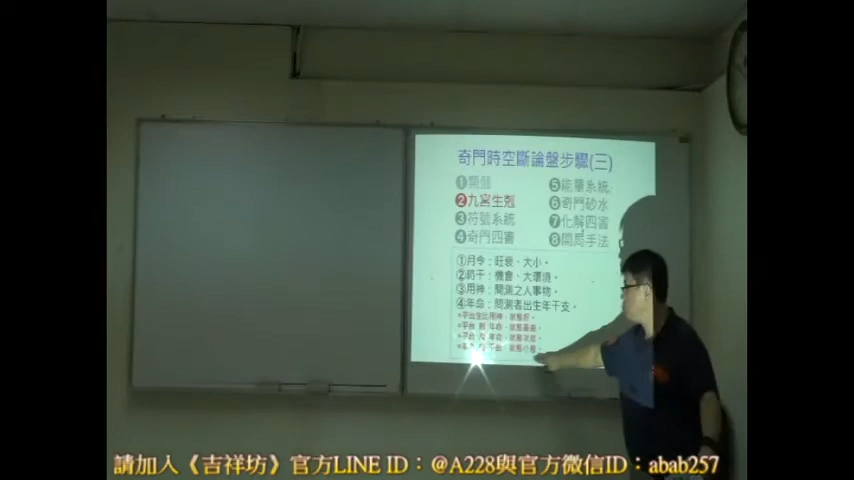 奇門時空斷論盤步驟(三)
❶開盤
❷九宮生剋
❸符號系統
❹奇門四害
❺能量系統
❻奇門砂水
❼化解四害
❽開局手法
①月令：旺衰、大小。
②時干：機會、大環境。
③用神：問測之人事物。
④年命：問測者出生年干支。
請加入《吉祥坊》官方LINE ID：@A228與官方微信ID：abab257